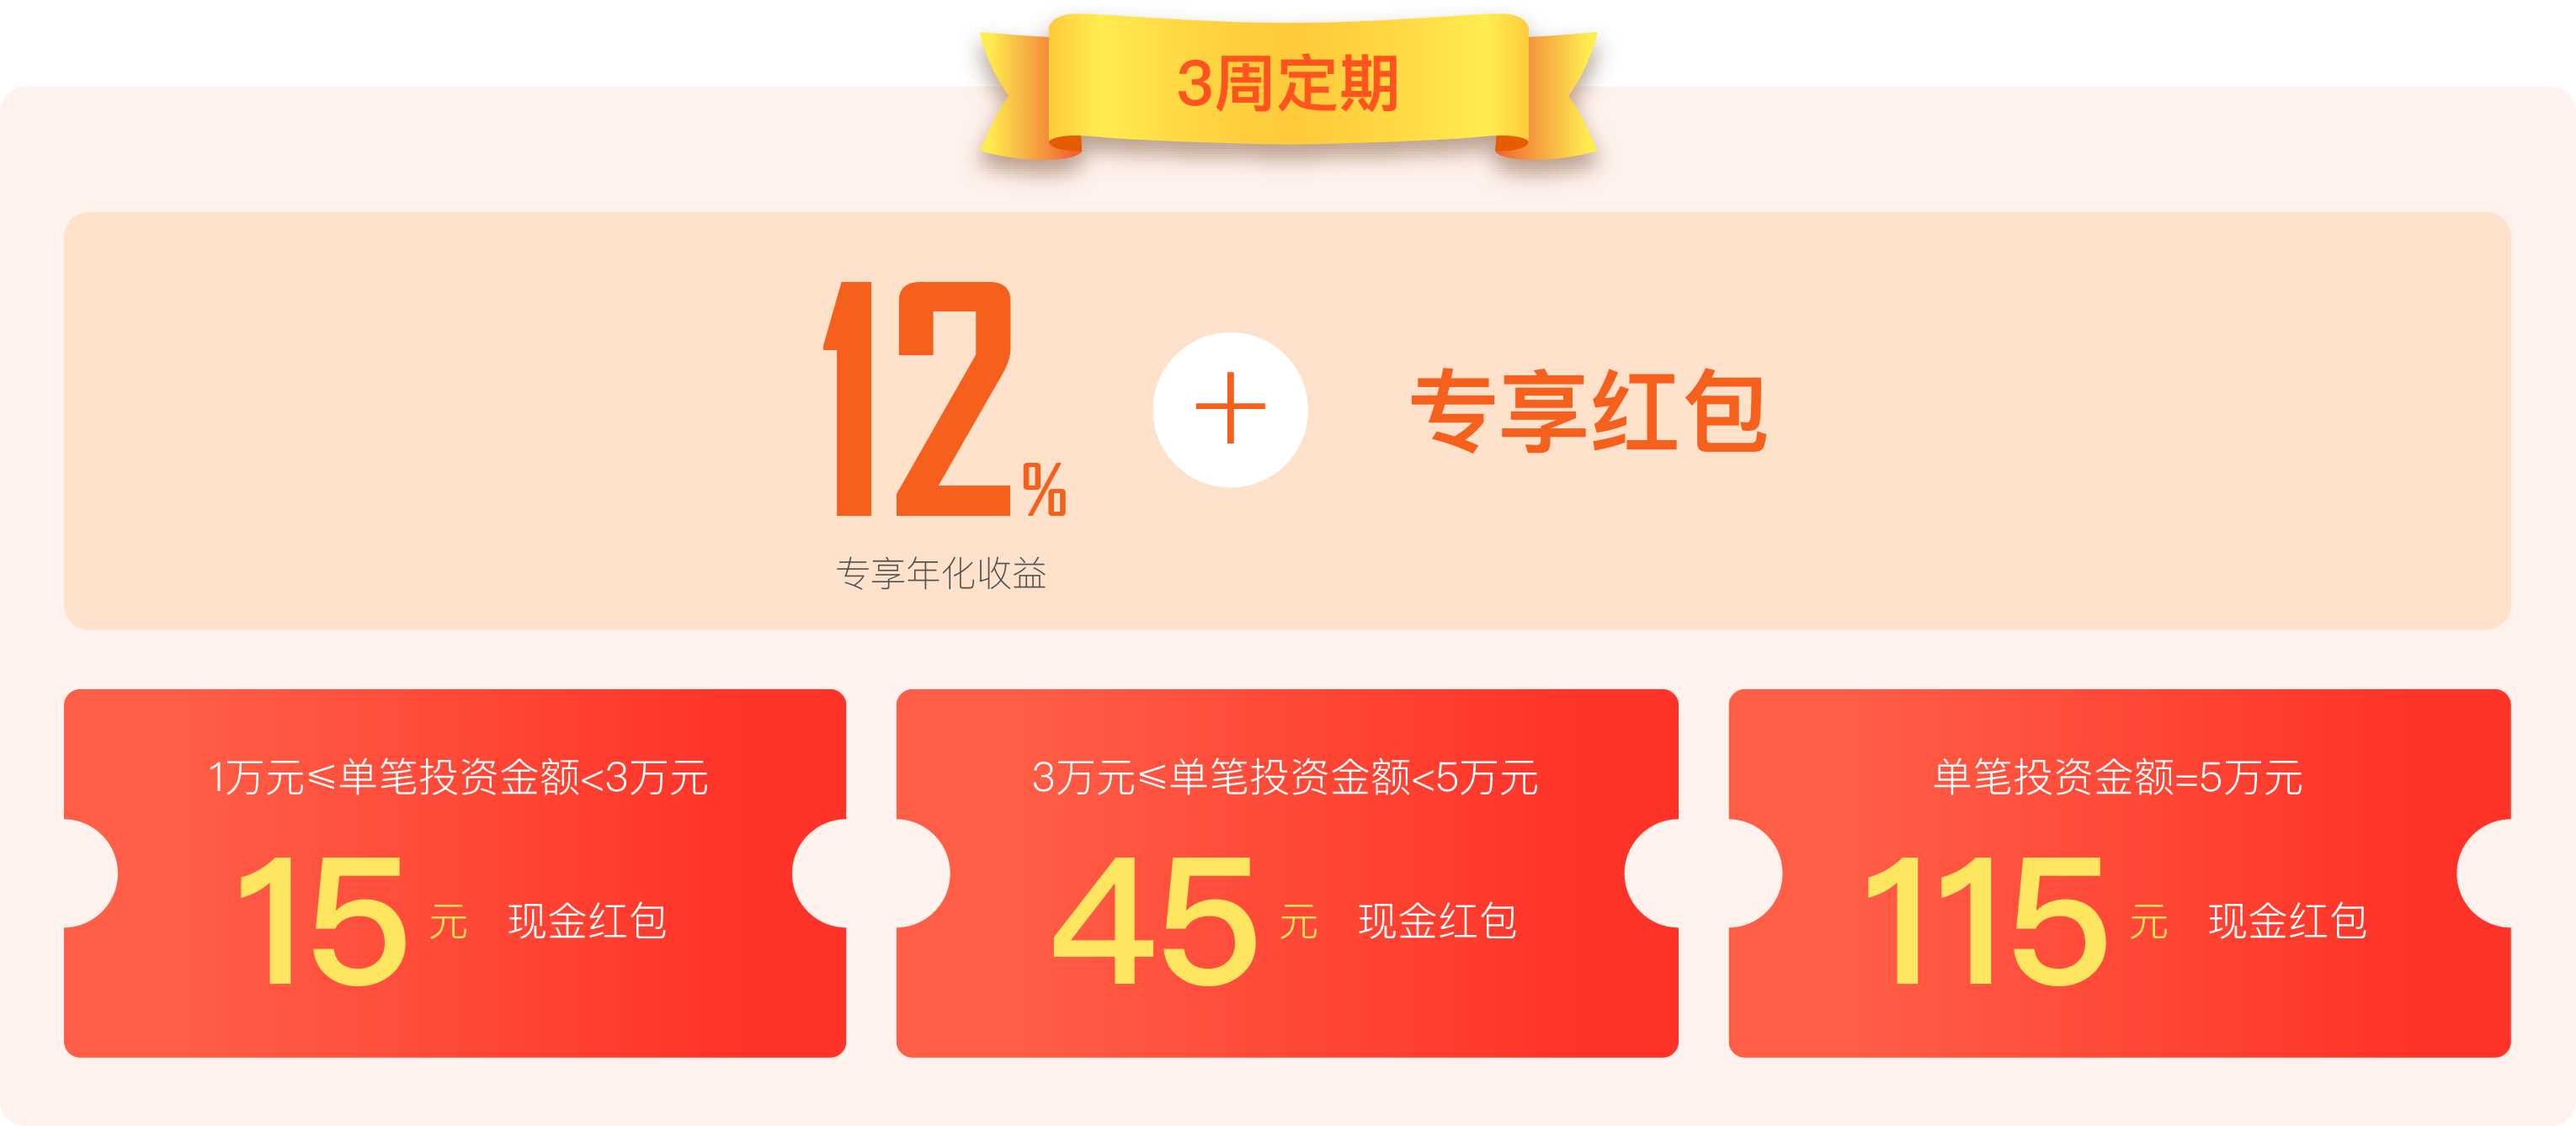 3周定期
12%
+
专享红包
专享年化收益
1万元≤单笔投资金额<3万元
15 元 现金红包
3万元≤单笔投资金额<5万元
45 元 现金红包
单笔投资金额=5万元
115 元 现金红包